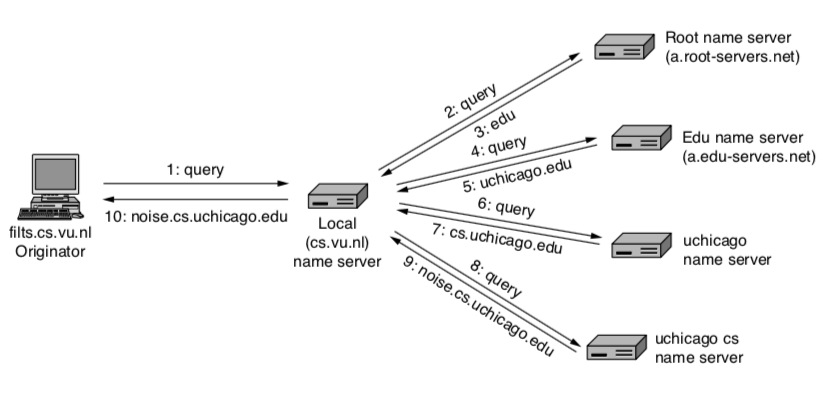 Root name server
(a.root-servers.net)
2: query
3: edu
4: query
Edu name server
(a.edu-servers.net)
5: uchicago.edu
1: query
10: noise.cs.uchicago.edu
filts.cs.vu.nl
Originator
Local
(cs.vu.nl)
name server
6: query
7: cs.uchicago.edu
uchicago
name server
8: query
9: noise.cs.uchicago.edu
uchicago cs
name server